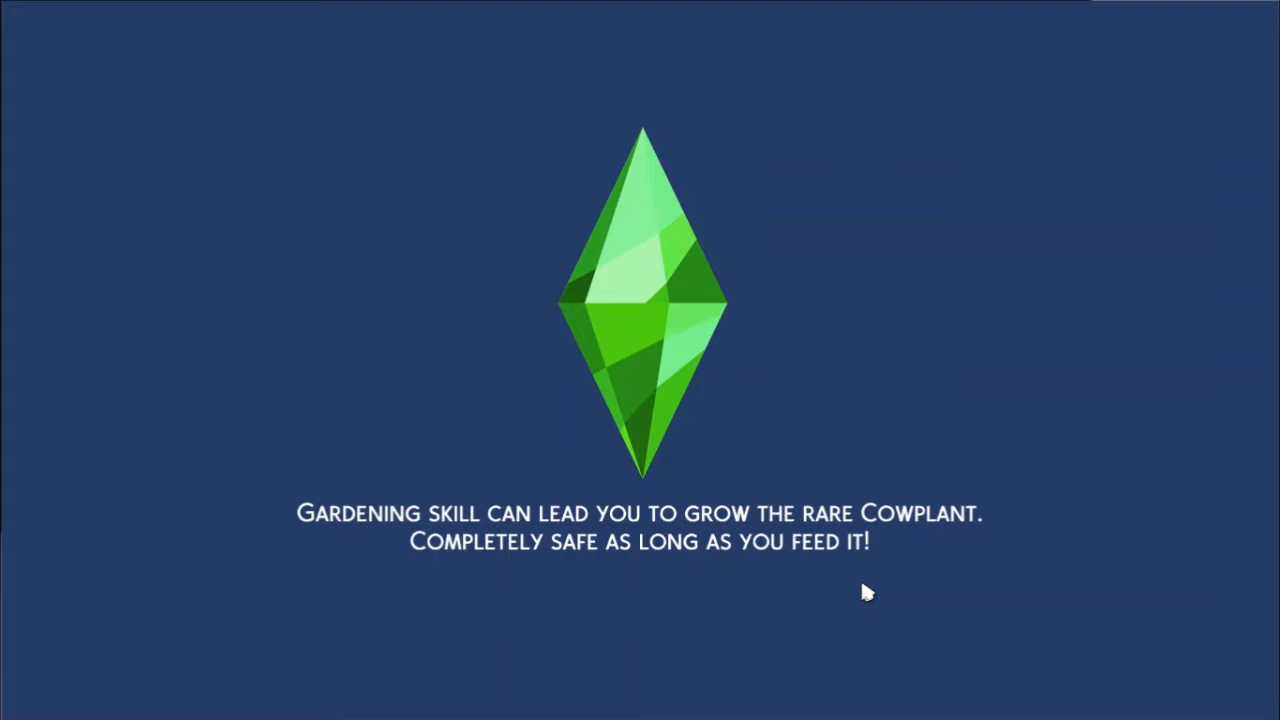 Gardening skill can lead you to grow the rare Cowplant.
Completely safe as long as you feed it!